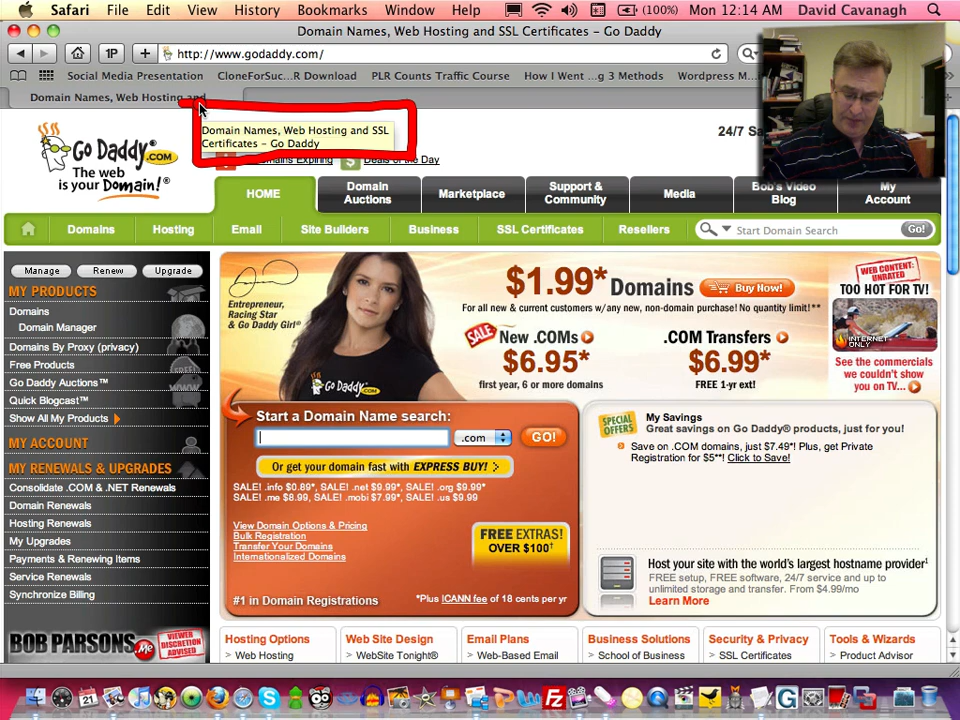 Safari File Edit View History Bookmarks Window Help (100%) Mon 12:14 AM David Cavanagh
Domain Names, Web Hosting and SSL Certificates – Go Daddy
1P + http://www.godaddy.com/
Social Media Presentation CloneForSuc...R Download PLR Counts Traffic Course How I Went ...g 3 Methods Wordpress M...
Domain Names, Web Hosting and
Domain Names, Web Hosting and SSL
Certificates – Go Daddy
24/7
Go Daddy.COM
The web
is your Domain!®
Expiring
Deals of the Day
HOME
Domain
Auctions
Marketplace
Support &
Community
Media
Bob's Video
Blog
My
Account
Domains Hosting Email Site Builders Business SSL Certificates Resellers Start Domain Search Go!
Manage Renew Upgrade
MY PRODUCTS
Domains
Domain Manager
Domains By Proxy (privacy)
Free Products
Go Daddy Auctions™
Quick Blogcast™
Show All My Products
MY ACCOUNT
MY RENEWALS & UPGRADES
Consolidate .COM & .NET Renewals
Domain Renewals
Hosting Renewals
My Upgrades
Payments & Renewing Items
Service Renewals
Synchronize Billing
BOB PARSONS.Me
VIEWER
DISCRETION
ADVISED
Entrepreneur,
Racing Star
& Go Daddy Girl®
Go Daddy.COM
$1.99* Domains Buy Now!
For all new & current customers w/any new, non-domain purchase! No quantity limit!**
SALE New .COMs
$6.95*
first year, 6 or more domains
.COM Transfers
$6.99*
FREE 1-yr ext!
WEB CONTENT:
UNRATED
TOO HOT FOR TV!
INTERNET
ONLY
See the commercials
we couldn't show
you on TV...
Start a Domain Name search:
.com GO!
Or get your domain fast with EXPRESS BUY! >
SALE! .info $0.89*, SALE! .net $9.99*, SALE! .org $9.99*
SALE! .me $8.99, SALE! .mobi $7.99*, SALE! .us $9.99
View Domain Options & Pricing
Bulk Registration
Transfer Your Domains
Internationalized Domains
FREE EXTRAS!
OVER $100†
#1 in Domain Registrations
*Plus ICANN fee of 18 cents per yr
SPECIAL
OFFERS
My Savings
Great savings on Go Daddy® products, just for you!
Save on .COM domains, just $7.49*! Plus, get Private
Registration for $5**! Click to Save!
Host your site with the world's largest hostname provider¹
FREE setup, FREE software, 24/7 service and up to
unlimited storage and transfer. From $4.99/mo
Learn More
Hosting Options
> Web Hosting
Web Site Design
> WebSite Tonight®
Email Plans
> Web-Based Email
Business Solutions
> School of Business
Security & Privacy
> SSL Certificates
Tools & Wizards
> Product Advisor